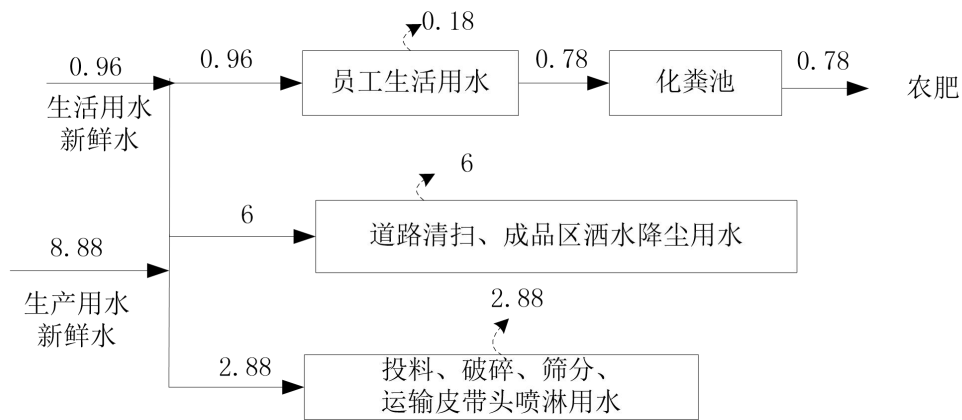 0.18
0.96
0.96
员工生活用水
0.78
化粪池
0.78
农肥
生活用水
新鲜水
6
6
道路清扫、成品区洒水降尘用水
8.88
生产用水
新鲜水
2.88
2.88
投料、破碎、筛分、
运输皮带头喷淋用水